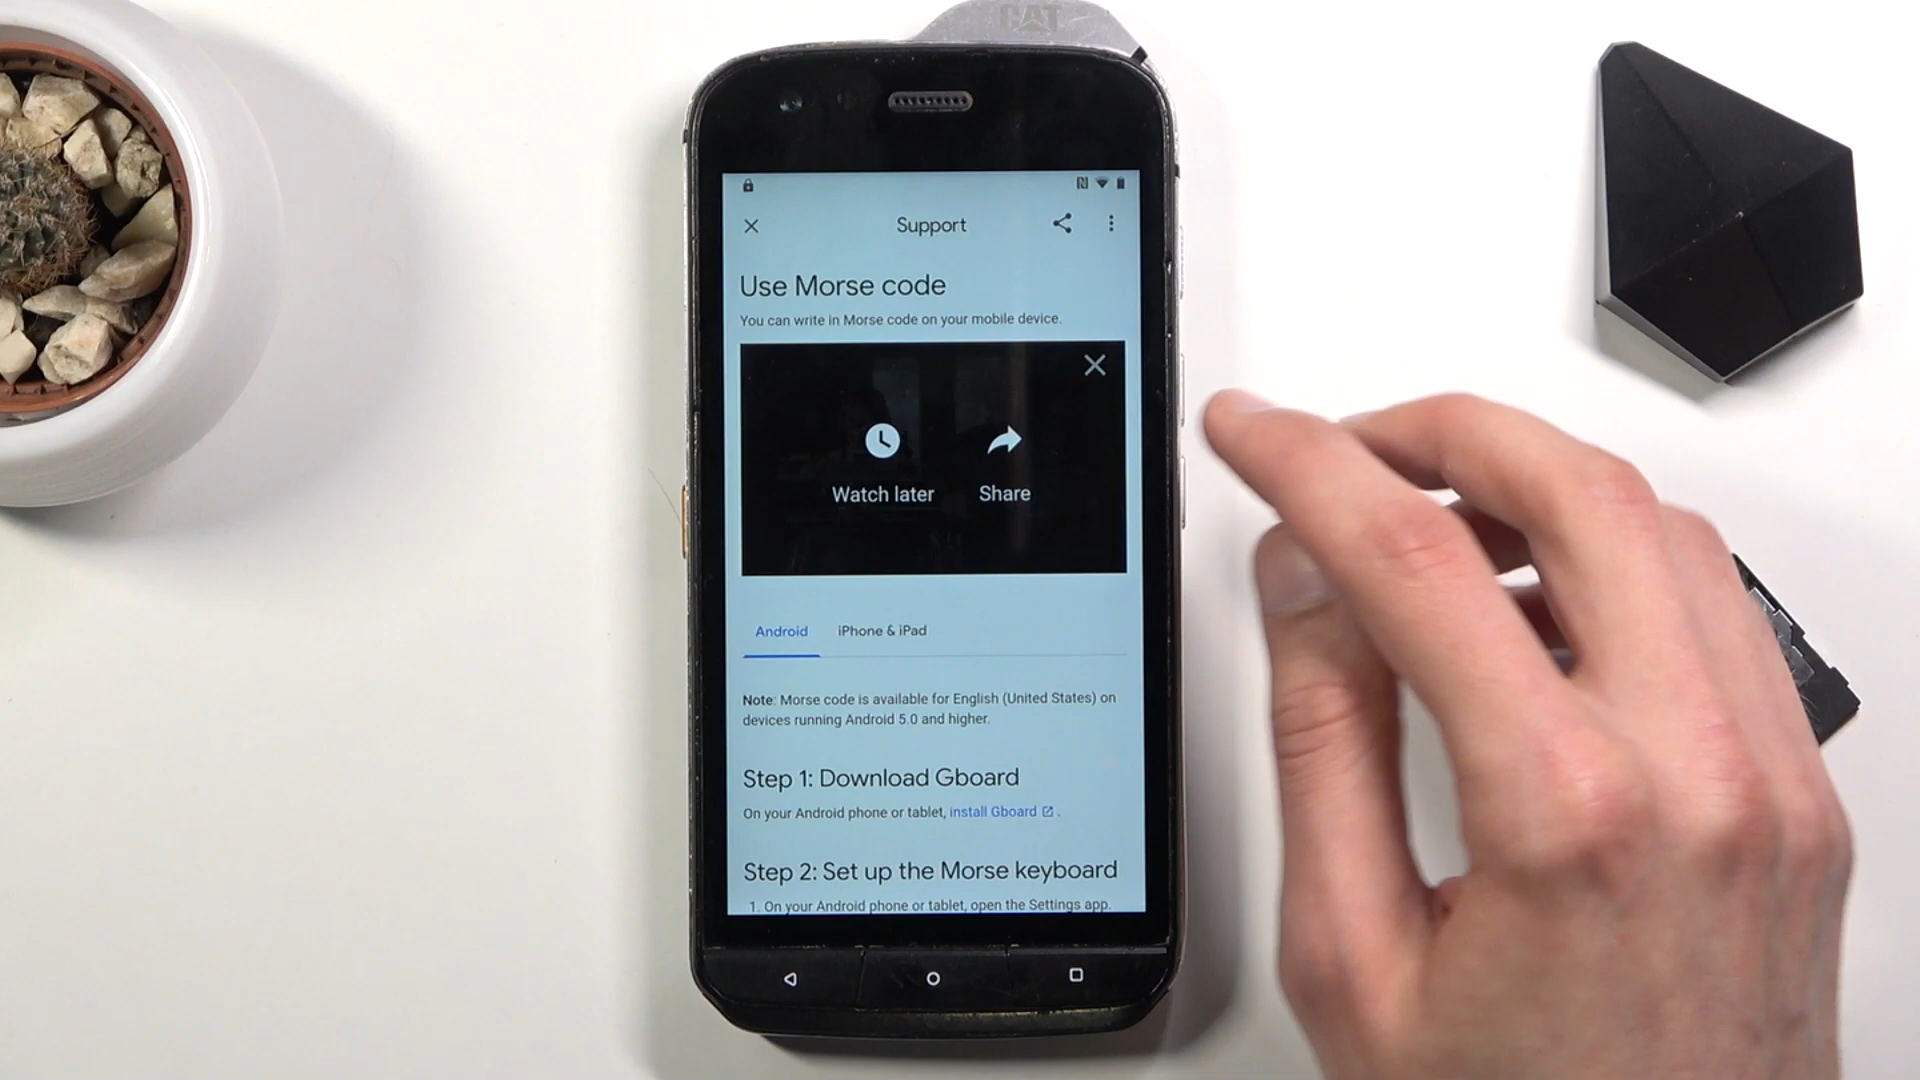 CAT
Support
Use Morse code
You can write in Morse code on your mobile device.
Watch later
Share
Android
iPhone & iPad
Note: Morse code is available for English (United States) on
devices running Android 5.0 and higher.
Step 1: Download Gboard
On your Android phone or tablet, install Gboard .
Step 2: Set up the Morse keyboard
1. On your Android phone or tablet, open the Settings app.